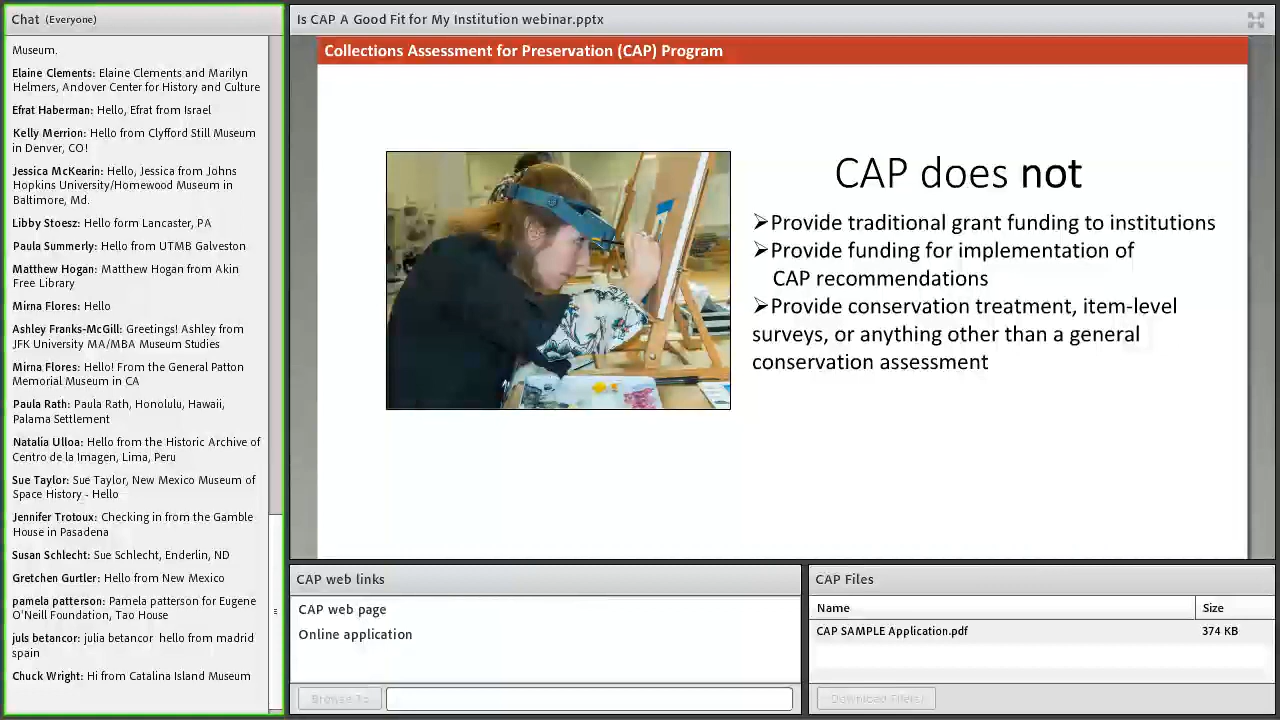 Chat (Everyone)
Museum.
Elaine Clements: Elaine Clements and Marilyn
Helmers, Andover Center for History and Culture
Efrat Haberman: Hello, Efrat from Israel
Kelly Merrion: Hello from Clyfford Still Museum
in Denver, CO!
Jessica McKearin: Hello, Jessica from Johns
Hopkins University/Homewood Museum in
Baltimore, Md.
Libby Stoesz: Hello form Lancaster, PA
Paula Summerly: Hello from UTMB Galveston
Matthew Hogan: Matthew Hogan from Akin
Free Library
Mirna Flores: Hello
Ashley Franks-McGill: Greetings! Ashley from
JFK University MA/MBA Museum Studies
Mirna Flores: Hello! From the General Patton
Memorial Museum in CA
Paula Rath: Paula Rath, Honolulu, Hawaii,
Palama Settlement
Natalia Ulloa: Hello from the Historic Archive of
Centro de la Imagen, Lima, Peru
Sue Taylor: Sue Taylor, New Mexico Museum of
Space History - Hello
Jennifer Trotoux: Checking in from the Gamble
House in Pasadena
Susan Schlecht: Sue Schlecht, Enderlin, ND
Gretchen Gurtler: Hello from New Mexico
pamela patterson: Pamela patterson for Eugene
O'Neill Foundation, Tao House
juls betancor: julia betancor hello from madrid
spain
Chuck Wright: Hi from Catalina Island Museum
Is CAP A Good Fit for My Institution webinar.pptx
Collections Assessment for Preservation (CAP) Program
CAP does not
➢Provide traditional grant funding to institutions
➢Provide funding for implementation of
CAP recommendations
➢Provide conservation treatment, item-level
surveys, or anything other than a general
conservation assessment
CAP web links
CAP web page
Online application
Browse To
CAP Files
Name Size
CAP SAMPLE Application.pdf 374 KB
Download File(s)